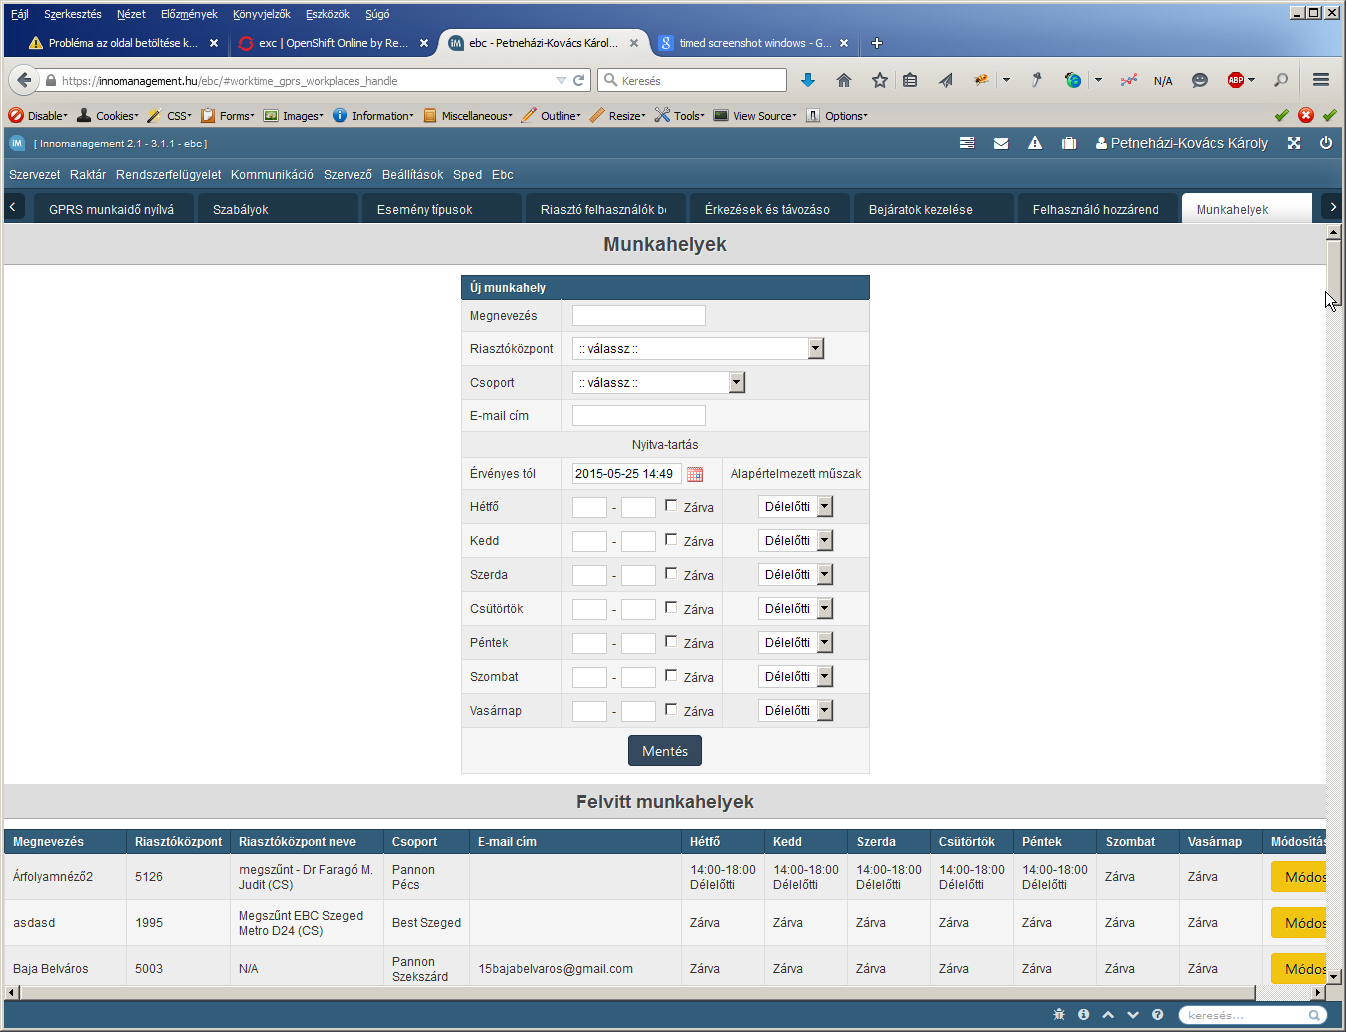 Fájl Szerkesztés Nézet Előzmények Könyvjelzők Eszközök Súgó
Probléma az oldal betöltése k... exc | OpenShift Online by Re... ebc - Petneházi-Kovács Károl... timed screenshot windows - G...
https://innomanagement.hu/ebc/#worktime_gprs_workplaces_handle Keresés N/A ABP
Disable Cookies CSS Forms Images Information Miscellaneous Outline Resize Tools View Source Options
iM [ Innomanagement 2.1 - 3.1.1 - ebc ] Petneházi-Kovács Károly
Szervezet Raktár Rendszerfelügyelet Kommunikáció Szervező Beállítások Sped Ebc
GPRS munkaidő nyilvá Szabályok Esemény típusok Riasztó felhasználók be Érkezések és távozáso Bejáratok kezelése Felhasználó hozzárend Munkahelyek
Munkahelyek
Új munkahely
Megnevezés
Riasztóközpont :: válassz ::
Csoport :: válassz ::
E-mail cím
Nyitva-tartás
Érvényes tól 2015-05-25 14:49 Alapértelmezett műszak
Hétfő - Zárva Délelőtti
Kedd - Zárva Délelőtti
Szerda - Zárva Délelőtti
Csütörtök - Zárva Délelőtti
Péntek - Zárva Délelőtti
Szombat - Zárva Délelőtti
Vasárnap - Zárva Délelőtti
Mentés
Felvitt munkahelyek
Megnevezés Riasztóközpont Riasztóközpont neve Csoport E-mail cím Hétfő Kedd Szerda Csütörtök Péntek Szombat Vasárnap Módosítás
Árfolyamnéző2 5126 megszűnt - Dr Faragó M. Judit (CS) Pannon Pécs 14:00-18:00 Délelőtti 14:00-18:00 Délelőtti 14:00-18:00 Délelőtti 14:00-18:00 Délelőtti 14:00-18:00 Délelőtti Zárva Zárva Módos
asdasd 1995 Megszűnt EBC Szeged Metro D24 (CS) Best Szeged Zárva Zárva Zárva Zárva Zárva Zárva Zárva Módos
Baja Belváros 5003 N/A Pannon Szekszárd 15bajabelvaros@gmail.com Zárva Zárva Zárva Zárva Zárva Zárva Zárva Módos
keresés...